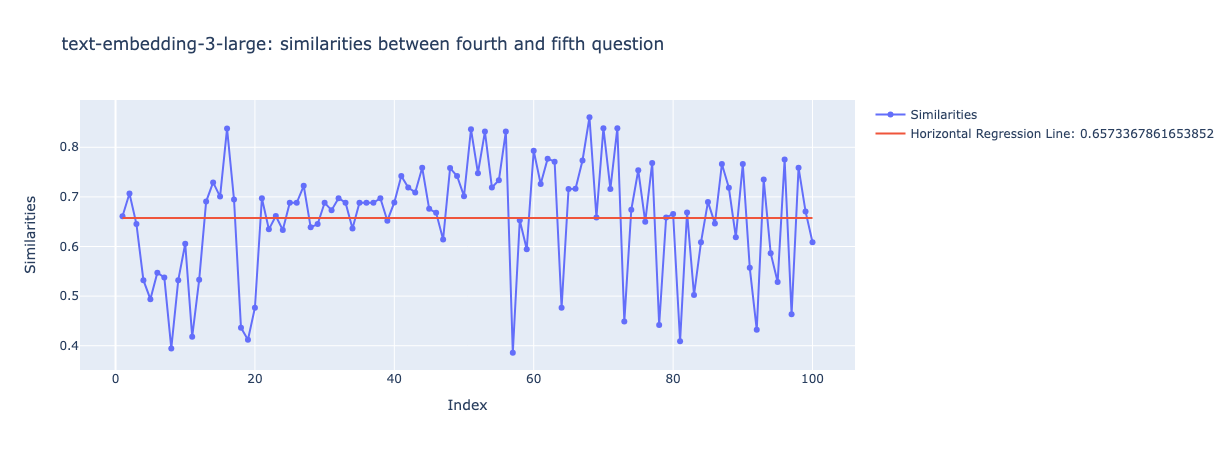 text-embedding-3-large: similarities between fourth and fifth question
Similarities
Horizontal Regression Line: 0.6573367861653852
0.8
0.7
0.6
0.5
0.4
Similarities
0 20 40 60 80 100
Index